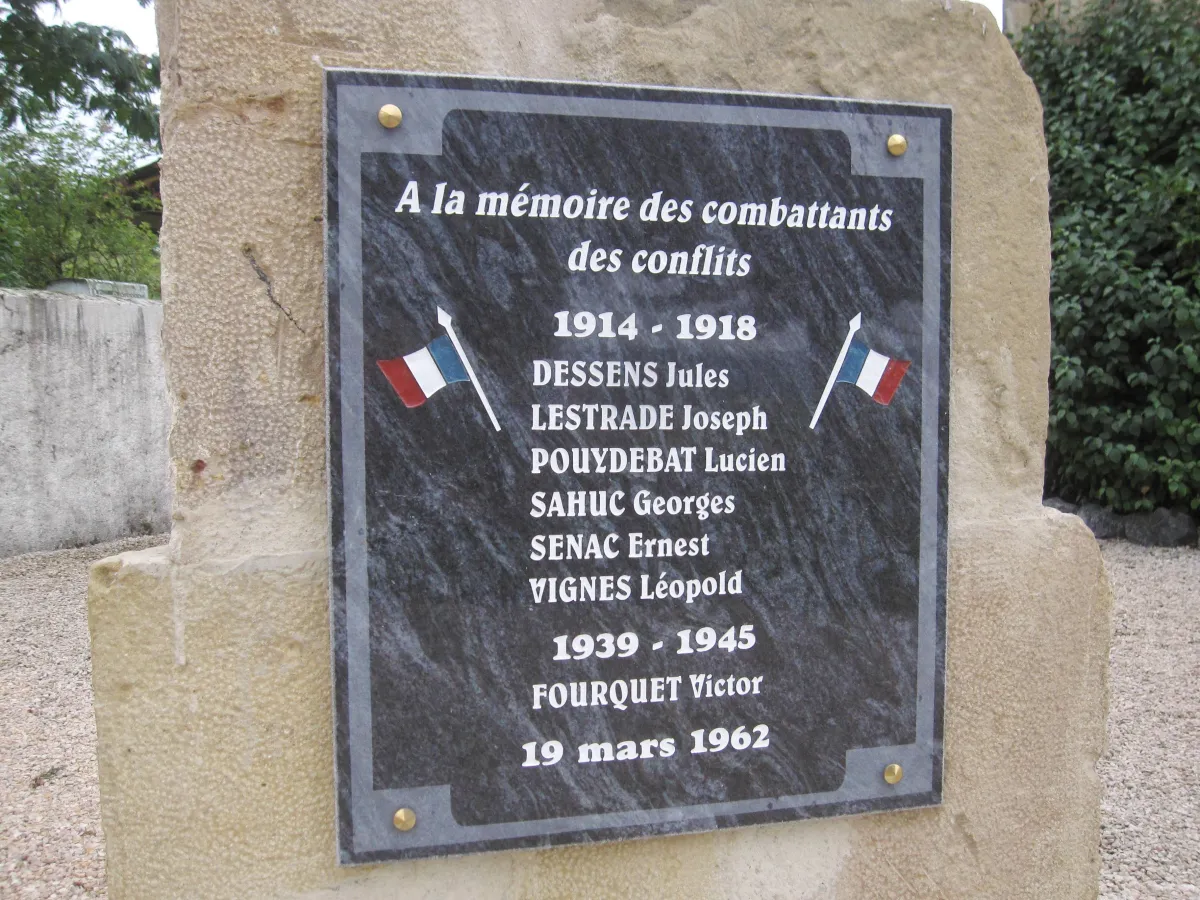 A la mémoire des combattants
des conflits
1914 - 1918
DESSENS Jules
LESTRADE Joseph
POUYDEBAT Lucien
SAHUC Georges
SENAC Ernest
VIGNES Léopold
1939 - 1945
FOURQUET Victor
19 mars 1962